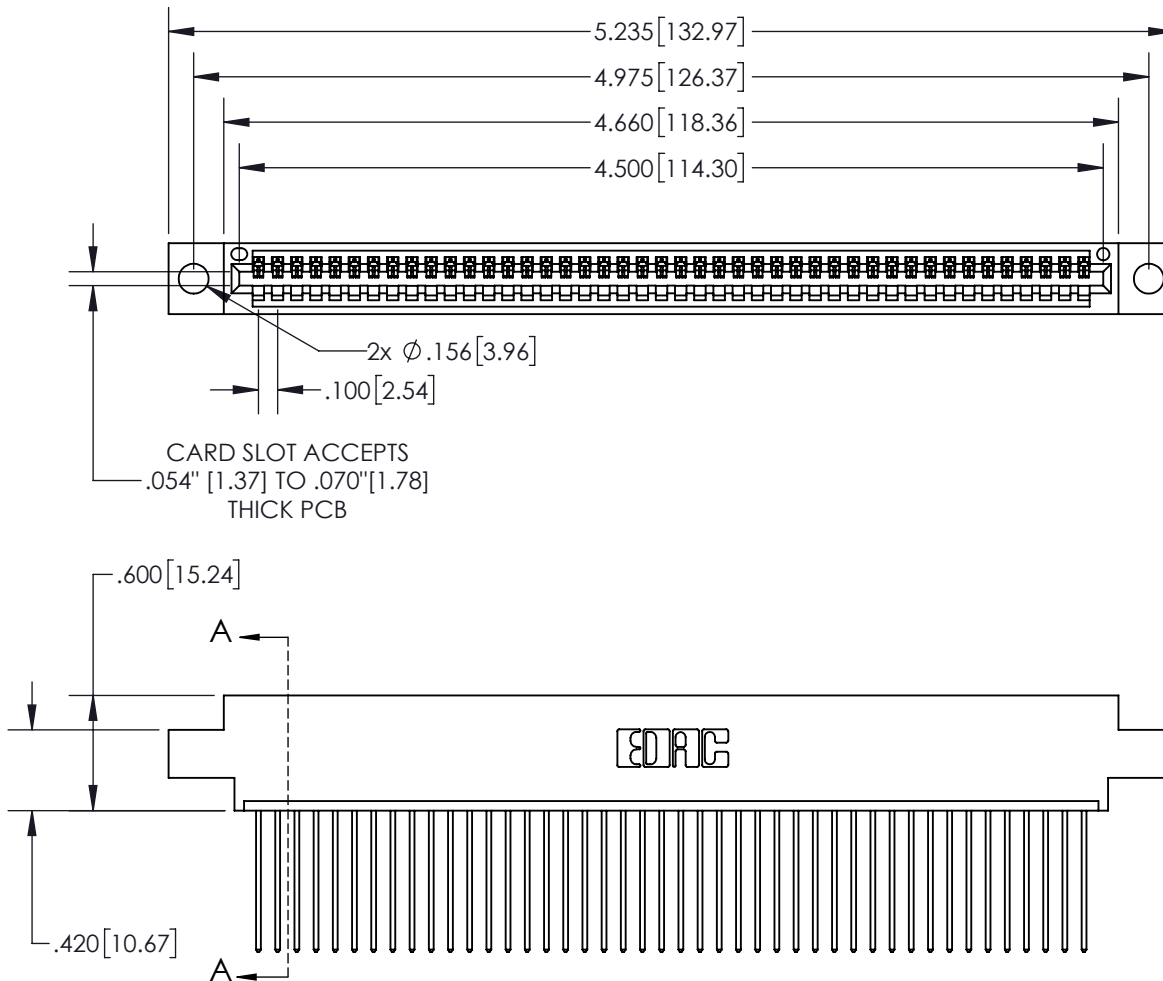 5.235[132.97]
4.975[126.37]
4.660[118.36]
4.500[114.30]
2x Ø.156[3.96]
.100[2.54]
CARD SLOT ACCEPTS
.054" [1.37] TO .070"[1.78]
THICK PCB
.600[15.24]
A
EDAC
.420[10.67]
A